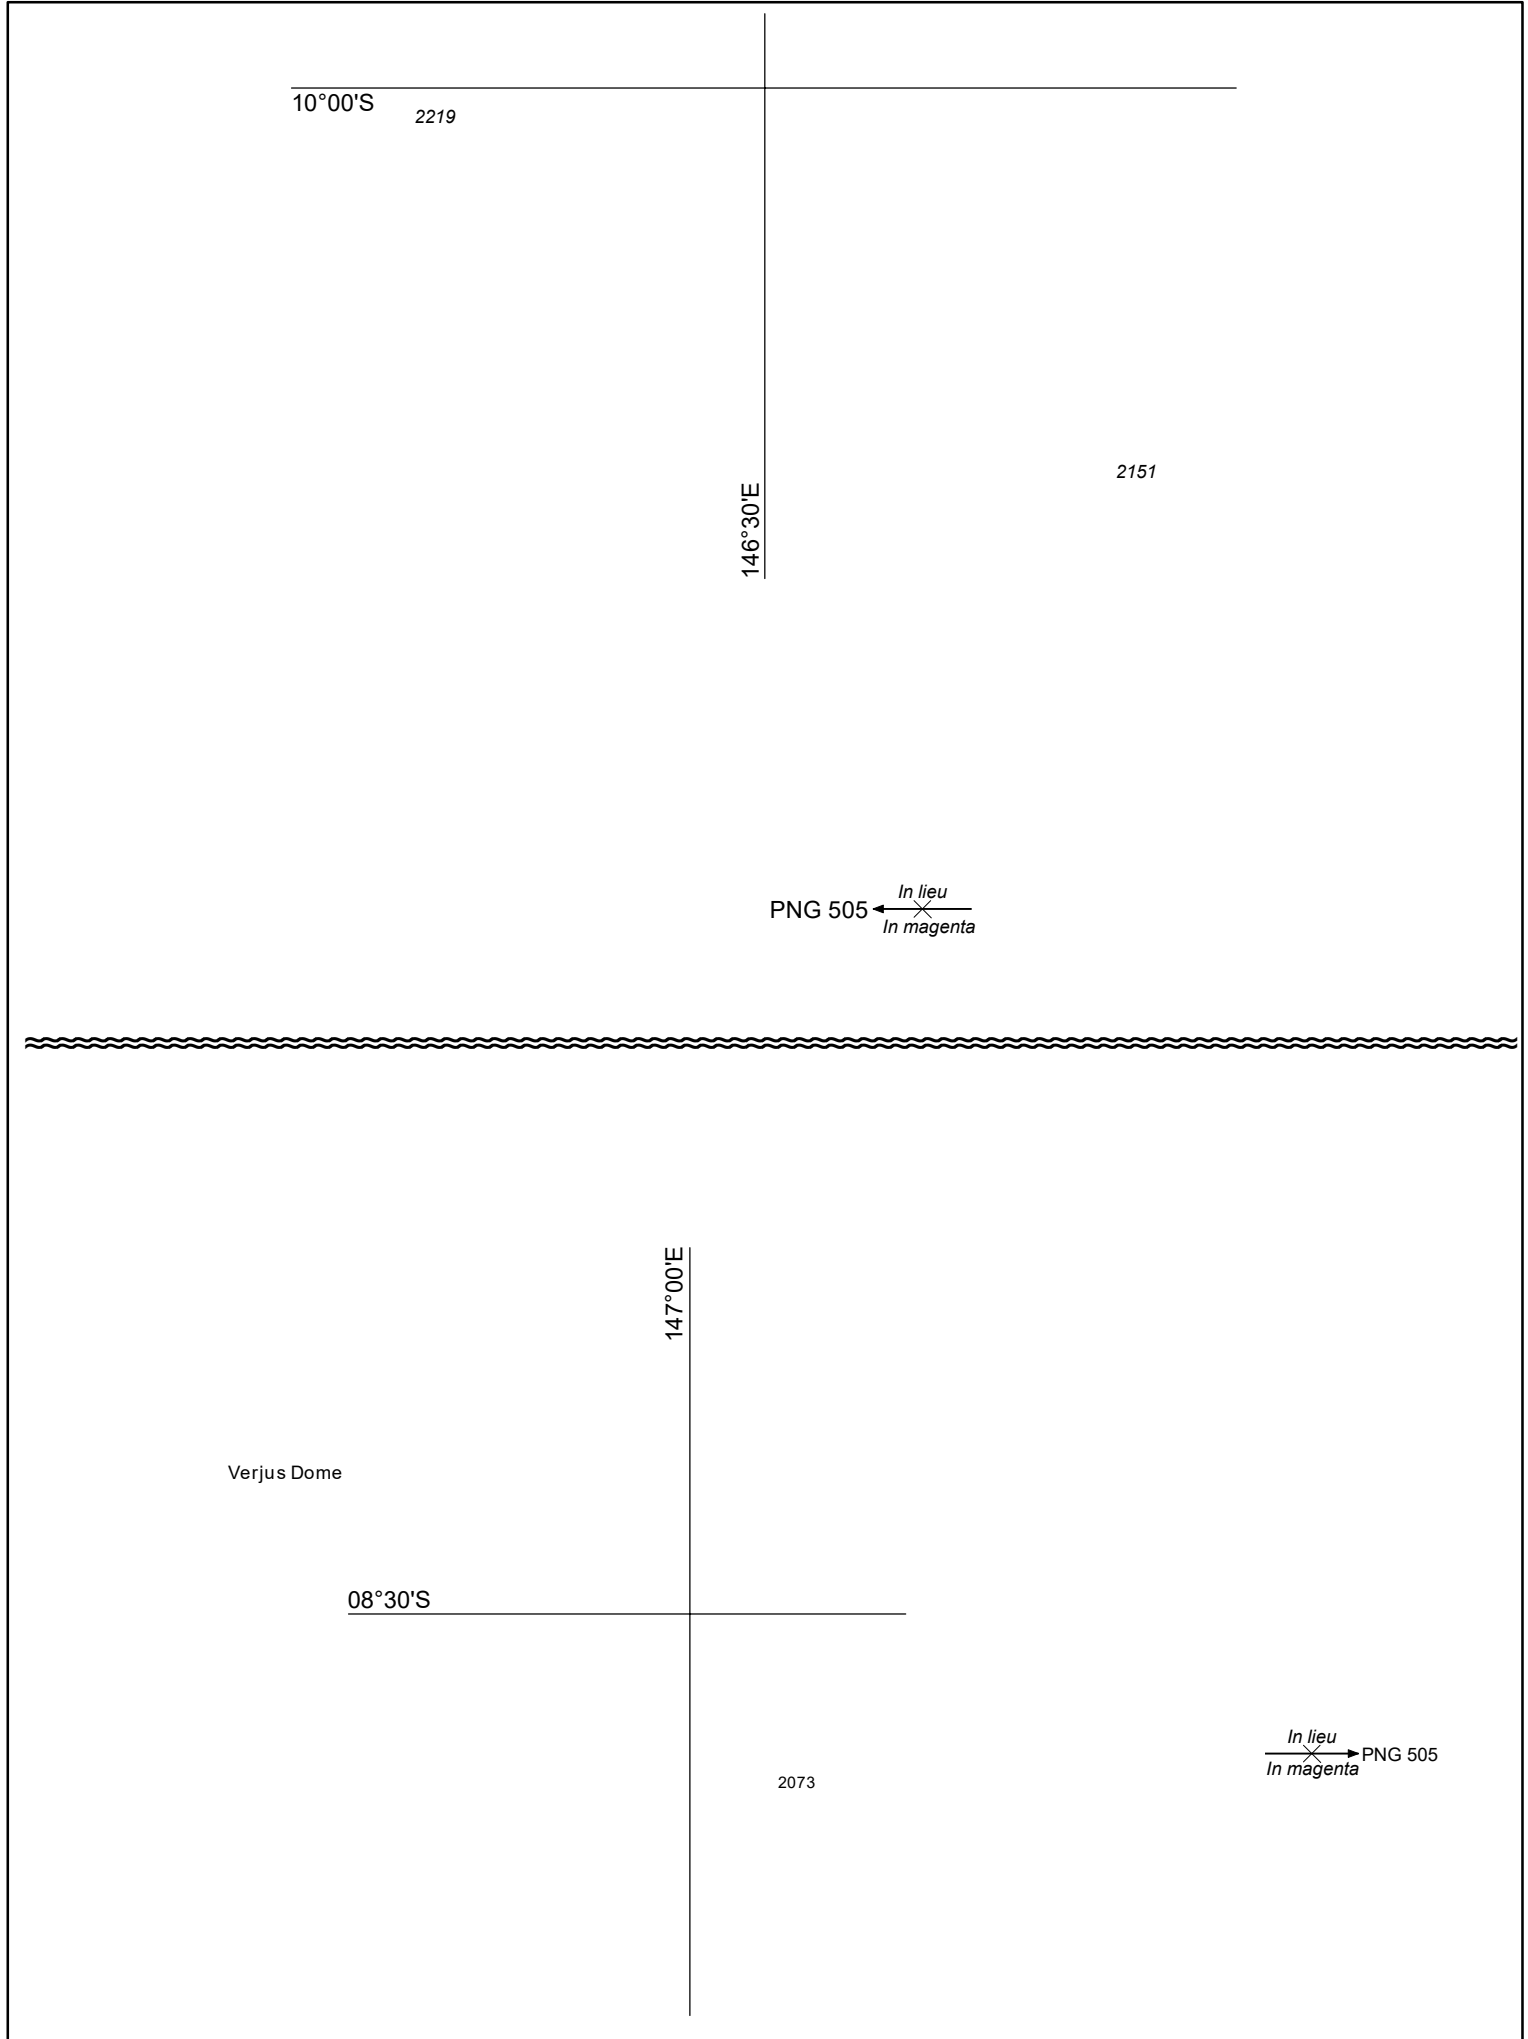 10°00'S
2219
2151
146°30'E
In lieu
PNG 505
In magenta
147°00'E
Verjus Dome
08°30'S
In lieu
PNG 505
In magenta
2073